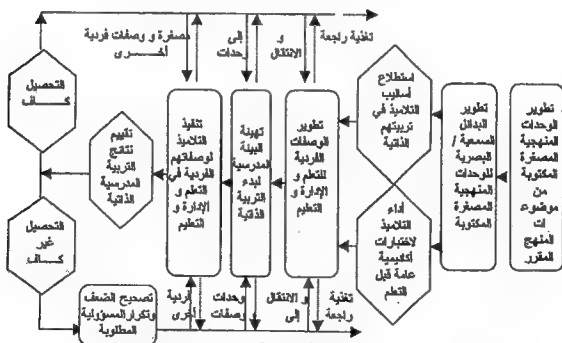 تغذية راجعة
و
الانتقال
إلى
وحدات
مصغرة و وصفات فردية
أخـــــرى
تطوير
الوحدات
المنهجية
المصغرة
المكتوبة
من
موضوع
ات
المنهج
المقرر
تطوير
البدائل
السمعية /
البصرية
للوحدات
المنهجية
المصغرة
المكتوبة
استطلاع
أساليب
التلاميذ في
تربيتهم
الذاتية
أداء
التلاميذ
لاختبارات
أكاديمية
عامة قبل
التعلم
تطوير
الوصفات
الفردية
للتعلم و
الإدارة و
التعليم
تهيئة
البيئة
المدرسية
لبدء
التربية
الذاتية
تنفيذ
التلاميذ
لوصفاتهم
الفردية في
التعلم و
الإدارة و
التعليم
تقييم
نتائج
التربية
المدرسية
الذاتية
التحصيل
كـــاف
التحصيل
غير
كـــاف
تصحيح الضعف
وتكرار المسؤولية
المطلوبة
تغذية
راجعة
و الانتقال
إلى
وحدات
وصفات
فردية
أخرى